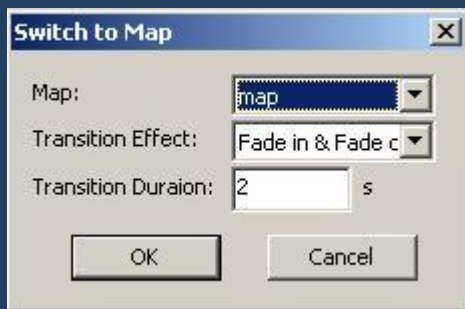 Switch to Map
Map: map
Transition Effect: Fade in & Fade c
Transition Duraion: 2 s
OK Cancel